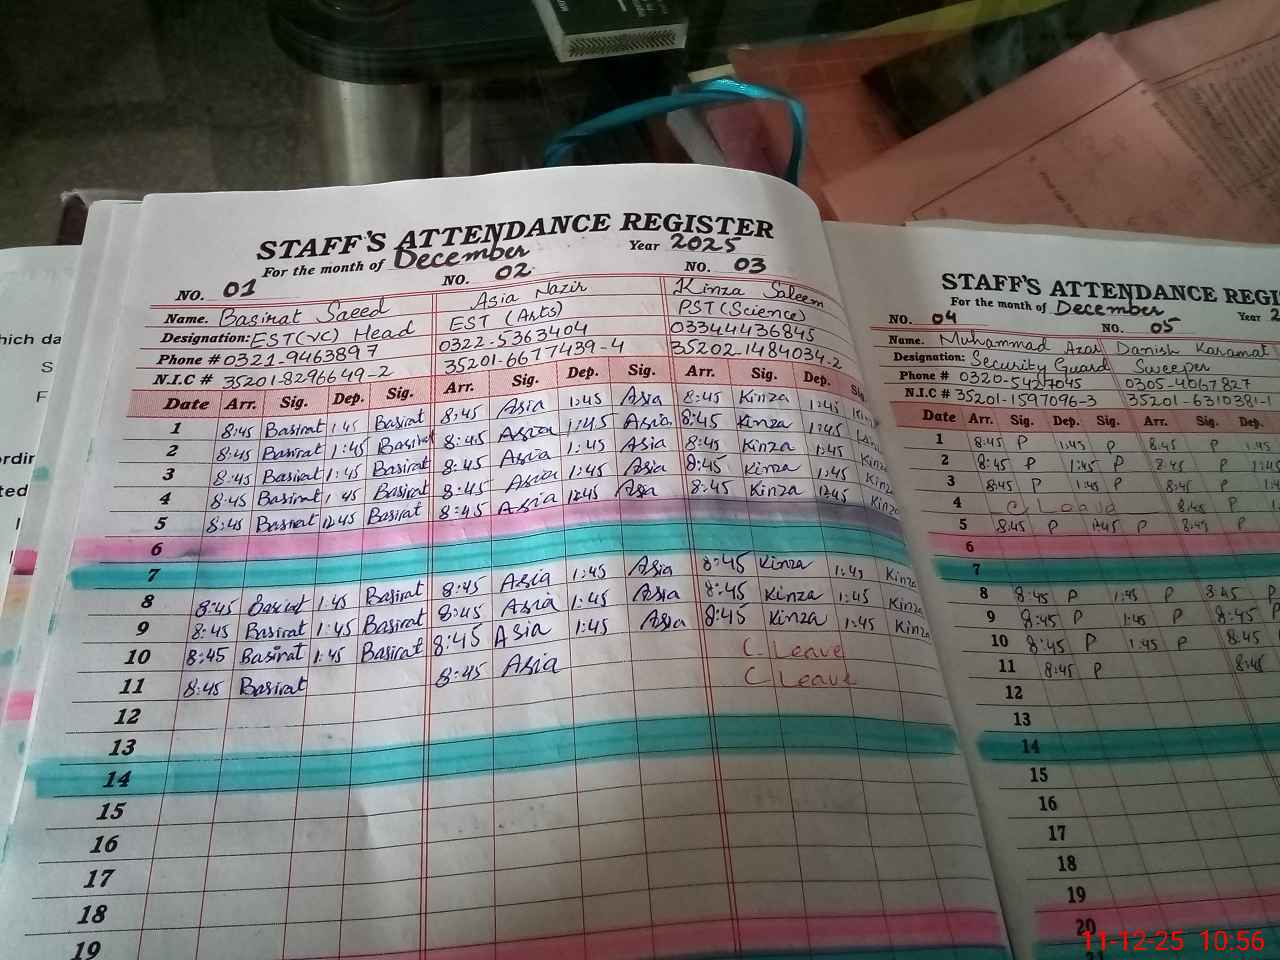 STAFF'S ATTENDANCE REGISTER
For the month of December Year 2025
NO. 01 NO. 02 NO. 03
Name. Basirat Saeed Asia Nazir Kinza Saleem
Designation: EST(VC) Head EST (Arts) PST(Science)
Phone # 0321-9463897 0322-5363404 03344436845
N.I.C # 35201-8296649-2 35201-6677439-4 35202-1484034-2
Date Arr. Sig. Dep. Sig. Arr. Sig. Dep. Sig. Arr. Sig. Dep.
1 8:45 Basirat 1:45 Basirat 8:45 Asia 1:45 Asia 8:45 Kinza 1:45
2 8:45 Basirat 1:45 Basirat 8:45 Asia 1:45 Asia 8:45 Kinza 1:45
3 8:45 Basirat 1:45 Basirat 8:45 Asia 1:45 Asia 8:45 Kinza 1:45
4 8:45 Basirat 1:45 Basirat 8:45 Asia 1:45 Asia 8:45 Kinza 1:45 Kinza
5 8:45 Basirat 12:45 Basirat 8:45 Asia 12:45 Asia 8:45 Kinza 12:45 Kinza
6
7
8 8:45 Basirat 1:45 Basirat 8:45 Asia 1:45 Asia 8:45 Kinza 1:45 Kinza
9 8:45 Basirat 1:45 Basirat 8:45 Asia 1:45 Asia 8:45 Kinza 1:45 Kinza
10 8:45 Basirat 1:45 Basirat 8:45 Asia 1:45 Asia C. Leave
11 8:45 Basirat 8:45 Asia C Leave
12
13
14
15
16
17
18
19
STAFF'S ATTENDANCE REGI
For the month of December Year 2
NO. 04 NO. 05
Name: Muhammad Azar Danish Karamat
Designation: Security Guard Sweeper
Phone # 0320-5427045 0305-4067827
N.I.C # 35201-1597096-3 35201-6310381-1
Date Arr. Sig. Dep. Sig. Arr. Sig. Dep.
1 8:45 P 1:45 P 8:45 P 1:45
2 8:45 P 1:45 P 8:45 P 1:45
3 8:45 P 1:45 P 8:45 P
4 C. Leave 8:45 P
5 8:45 P 12:45 P 8:45 P
6
7
8 8:45 P 1:45 P 8:45 P
9 8:45 P 1:45 P 8:45 P
10 8:45 P 1:45 P 8:45
11 8:45 P 8:45
12
13
14
15
16
17
18
19
20
11-12-25 10:56